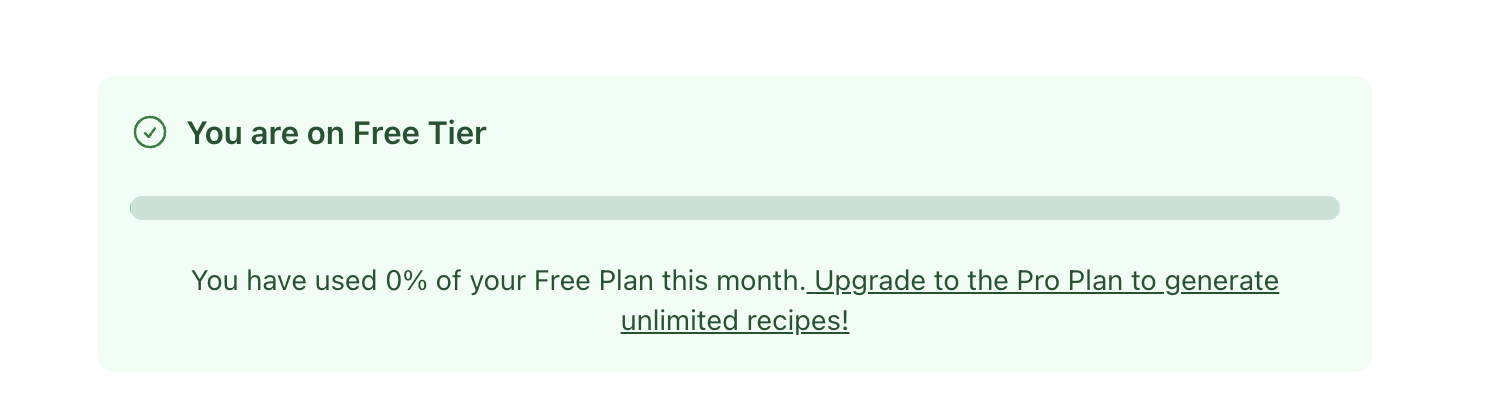 You are on Free Tier
You have used 0% of your Free Plan this month. Upgrade to the Pro Plan to generate
unlimited recipes!